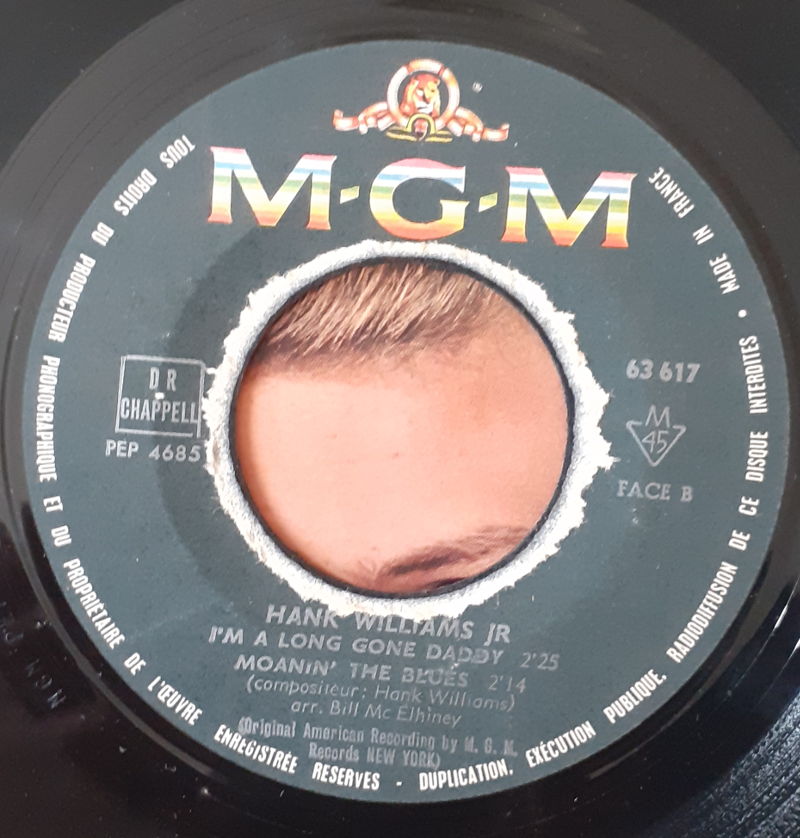 M·G·M
DR
CHAPPELL
PEP 4685
63 617
M
45
FACE B
HANK WILLIAMS JR
I'M A LONG GONE DADDY 2'25
MOANIN' THE BLUES 2'14
(compositeur: Hank Williams)
arr. Bill Mc Elhiney
(Original American Recording by M. G. M.
Records NEW YORK)
TOUS DROITS DU PRODUCTEUR PHONOGRAPHIQUE ET DU PROPRIÉTAIRE DE L'ŒUVRE ENREGISTRÉE RESERVES - DUPLICATION, EXÉCUTION PUBLIQUE, RADIODIFFUSION DE CE DISQUE INTERDITES • MADE IN FRANCE